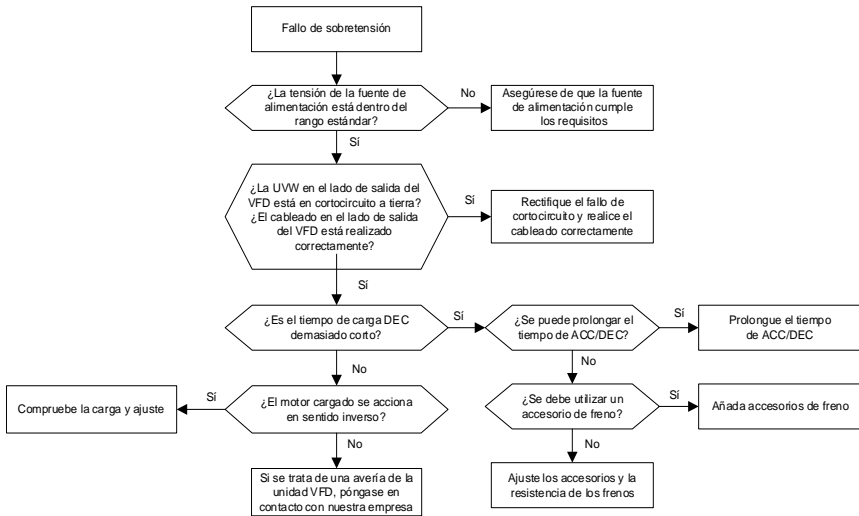 Fallo de sobretensión
¿La tensión de la fuente de
alimentación está dentro del
rango estándar?
No
Asegúrese de que la fuente
de alimentación cumple
los requisitos
Sí
¿La UVW en el lado de salida del
VFD está en cortocircuito a tierra?
¿El cableado en el lado de salida
del VFD está realizado
correctamente?
Sí
Rectifique el fallo de
cortocircuito y realice el
cableado correctamente
Sí
¿Es el tiempo de carga DEC
demasiado corto?
Sí
¿Se puede prolongar el
tiempo de ACC/DEC?
Sí
Prolongue el tiempo
de ACC/DEC
No
No
Compruebe la carga y ajuste
Sí
¿El motor cargado se acciona
en sentido inverso?
¿Se debe utilizar un
accesorio de freno?
Sí
Añada accesorios de freno
No
No
Si se trata de una avería de la
unidad VFD, póngase en
contacto con nuestra empresa
Ajuste los accesorios y la
resistencia de los frenos